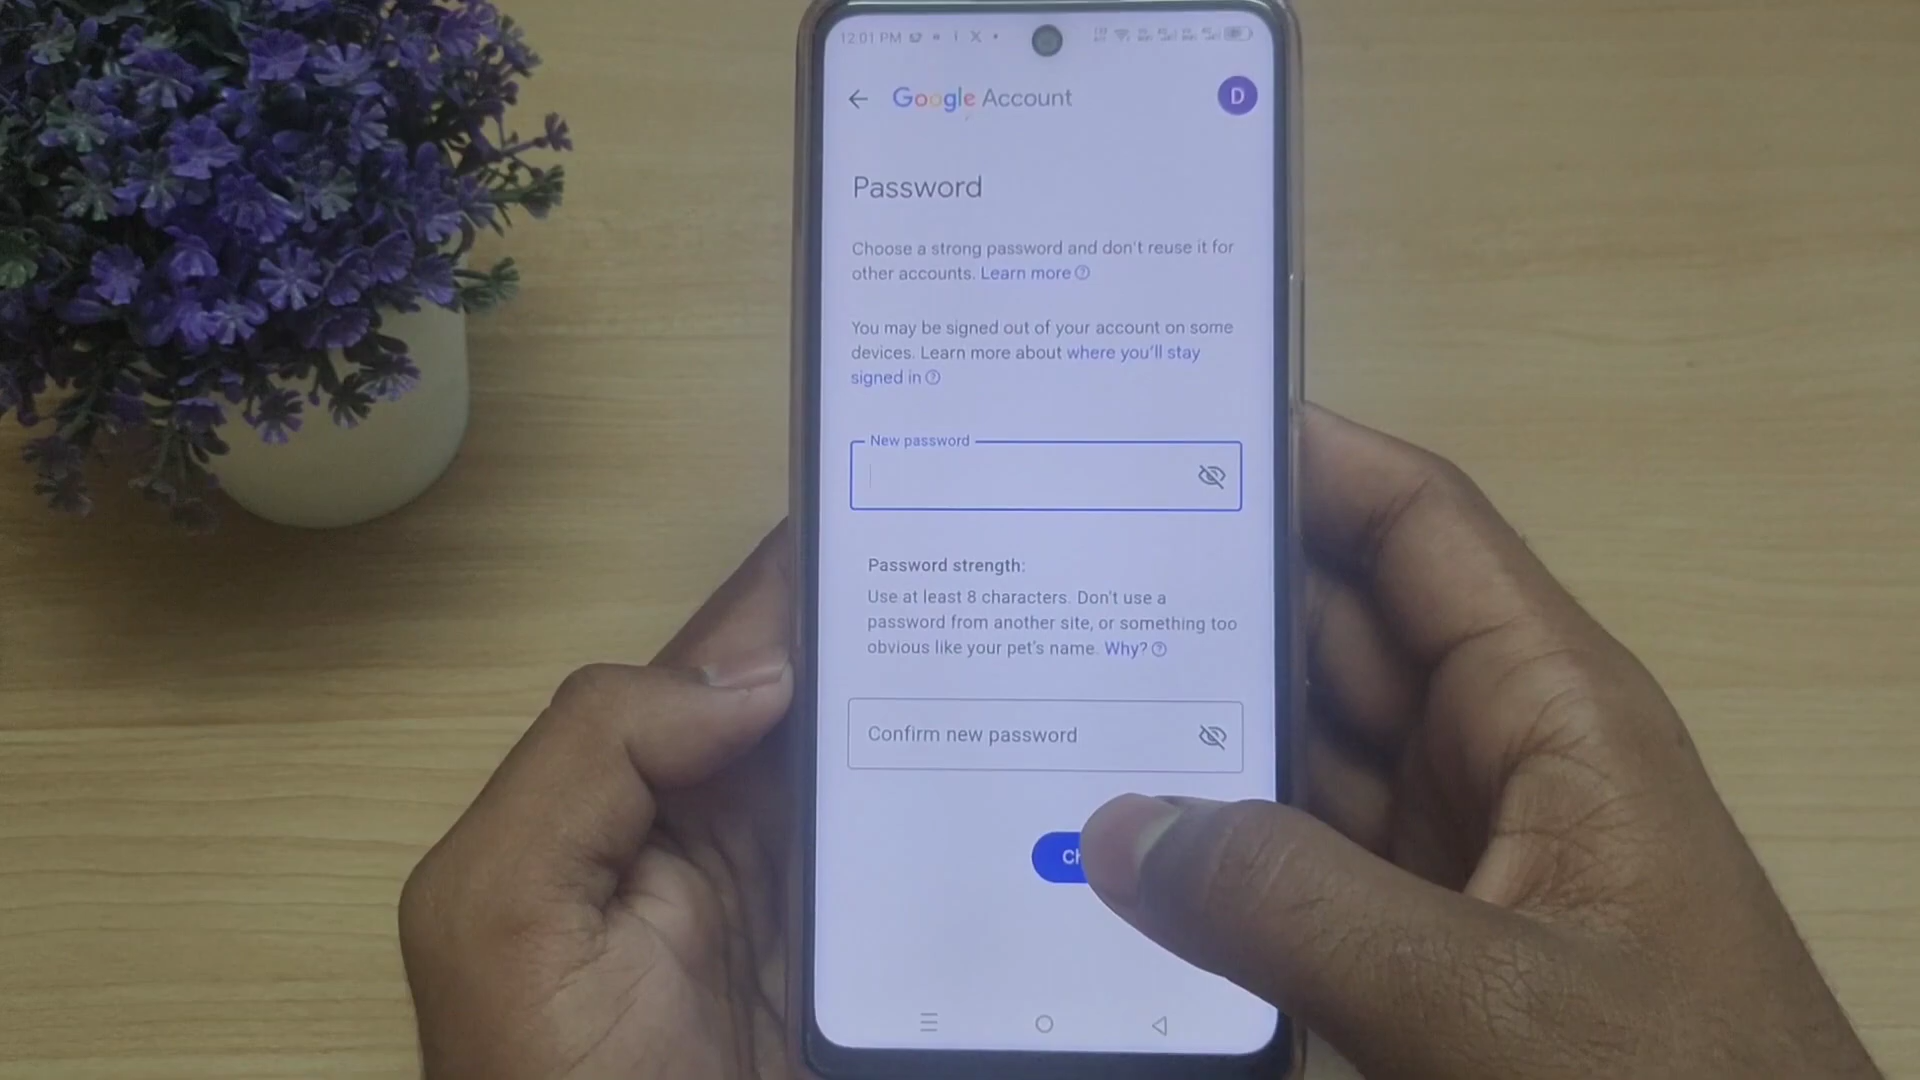 12:01 PM
Google Account
D
Password
Choose a strong password and don't reuse it for
other accounts. Learn more
You may be signed out of your account on some
devices. Learn more about where you'll stay
signed in
New password
Password strength:
Use at least 8 characters. Don't use a
password from another site, or something too
obvious like your pet's name. Why?
Confirm new password